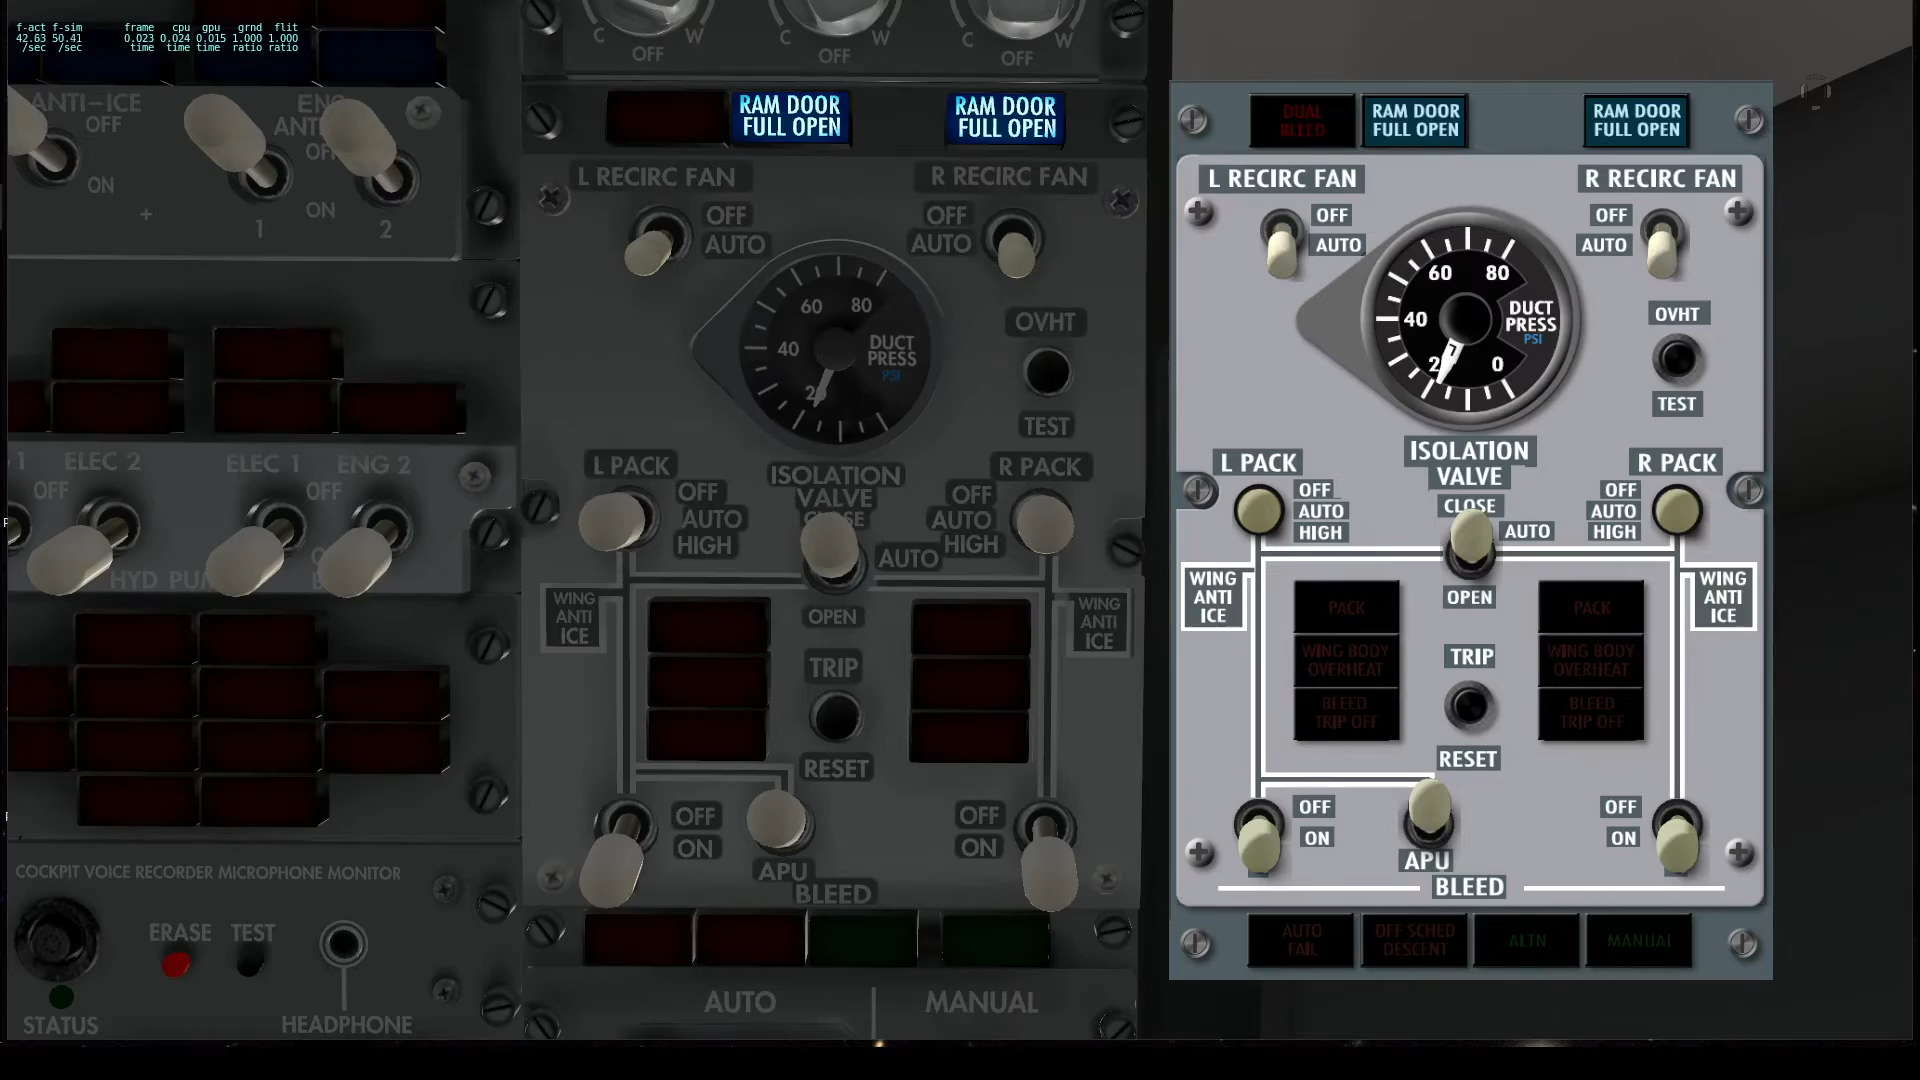 f-act f-sim frame cpu gpu grnd flit
42.63 50.41 0.023 0.024 0.015 1.000 1.000
/sec /sec time time time ratio ratio
C W
OFF
C W
OFF
C W
OFF
ANTI-ICE
OFF
ON
+
1
ON
2
RAM DOOR
FULL OPEN
RAM DOOR
FULL OPEN
L RECIRC FAN
R RECIRC FAN
OFF
AUTO
OFF
AUTO
60 80
40
DUCT
PRESS
PSI
OVHT
TEST
1 ELEC 2
OFF
ELEC 1
ENG 2
OFF
HYD PUM
L PACK
OFF
AUTO
HIGH
ISOLATION
VALVE
AUTO
OPEN
R PACK
OFF
AUTO
HIGH
WING
ANTI
ICE
WING
ANTI
ICE
TRIP
RESET
OFF
ON
OFF
ON
APU
BLEED
COCKPIT VOICE RECORDER MICROPHONE MONITOR
ERASE TEST
STATUS
HEADPHONE
AUTO
MANUAL
DUAL
BLEED
RAM DOOR
FULL OPEN
RAM DOOR
FULL OPEN
L RECIRC FAN
R RECIRC FAN
OFF
AUTO
OFF
AUTO
60 80
40
0
DUCT
PRESS
PSI
OVHT
TEST
L PACK
OFF
AUTO
HIGH
ISOLATION
VALVE
CLOSE
AUTO
OPEN
R PACK
OFF
AUTO
HIGH
WING
ANTI
ICE
WING
ANTI
ICE
PACK
WING BODY
OVERHEAT
BLEED
TRIP OFF
PACK
WING BODY
OVERHEAT
BLEED
TRIP OFF
TRIP
RESET
OFF
ON
OFF
ON
APU
BLEED
AUTO
FAIL
OFF SCHED
DESCENT
ALTN
MANUAL